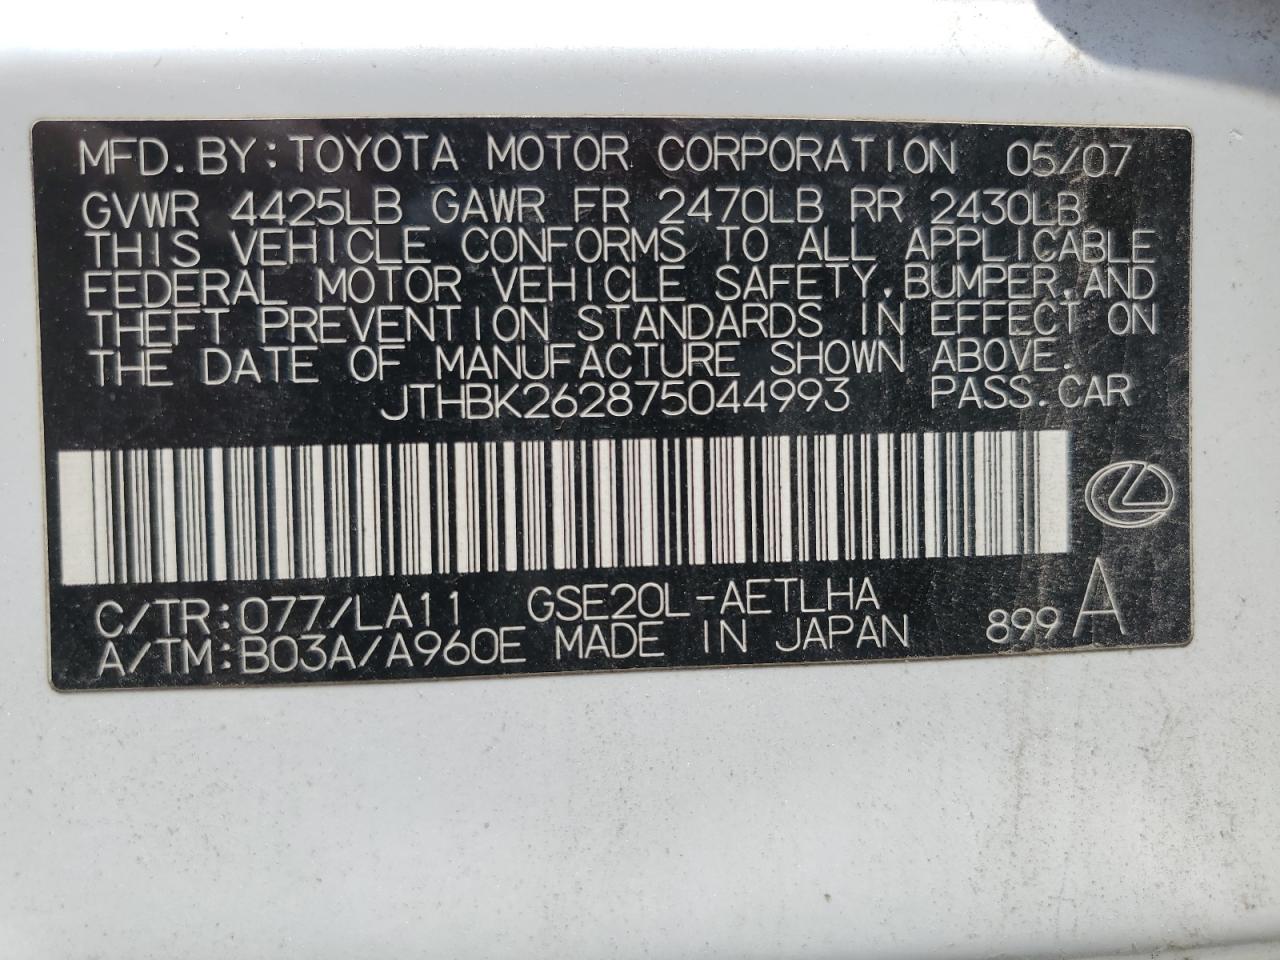 MFD.BY:TOYOTA MOTOR CORPORATION 05/07
GVWR 4425LB GAWR FR 2470LB RR 2430LB
THIS VEHICLE CONFORMS TO ALL APPLICABLE
FEDERAL MOTOR VEHICLE SAFETY,BUMPER,AND
THEFT PREVENTION STANDARDS IN EFFECT ON
THE DATE OF MANUFACTURE SHOWN ABOVE.
JTHBK262875044993 PASS.CAR
C/TR:077/LA11 GSE20L-AETLHA
A/TM:B03A/A960E MADE IN JAPAN 899 A